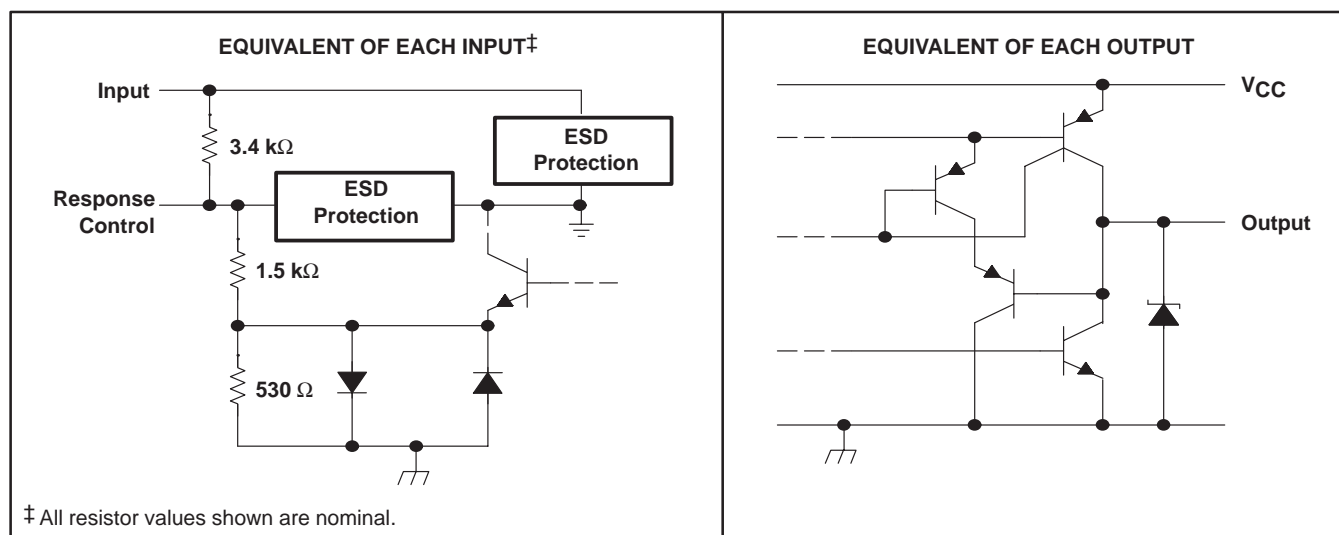 EQUIVALENT OF EACH INPUT‡
Input
3.4 kΩ
ESD
Protection
Response
Control
ESD
Protection
1.5 kΩ
530 Ω
‡ All resistor values shown are nominal.
EQUIVALENT OF EACH OUTPUT
VCC
Output